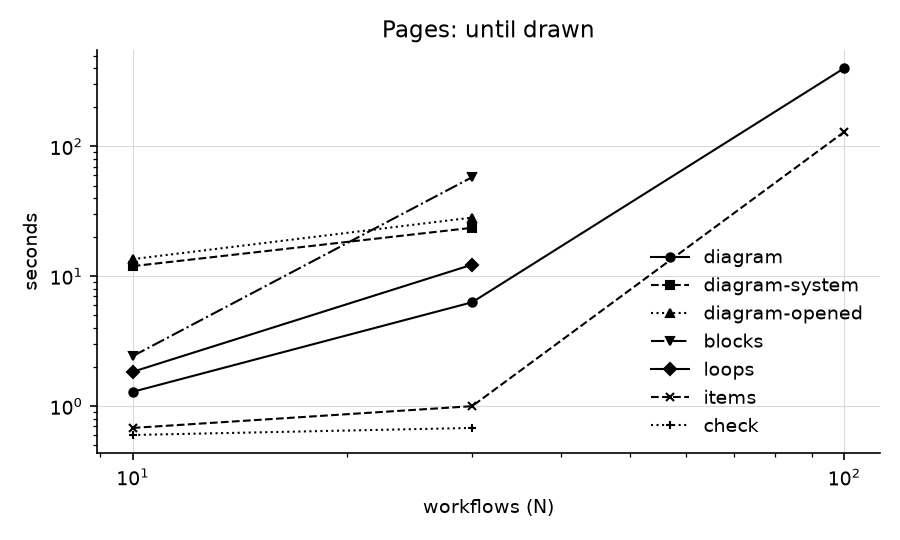 Pages: until drawn
seconds
10²
10¹
10⁰
diagram
diagram-system
diagram-opened
blocks
loops
items
check
10¹
10²
workflows (N)